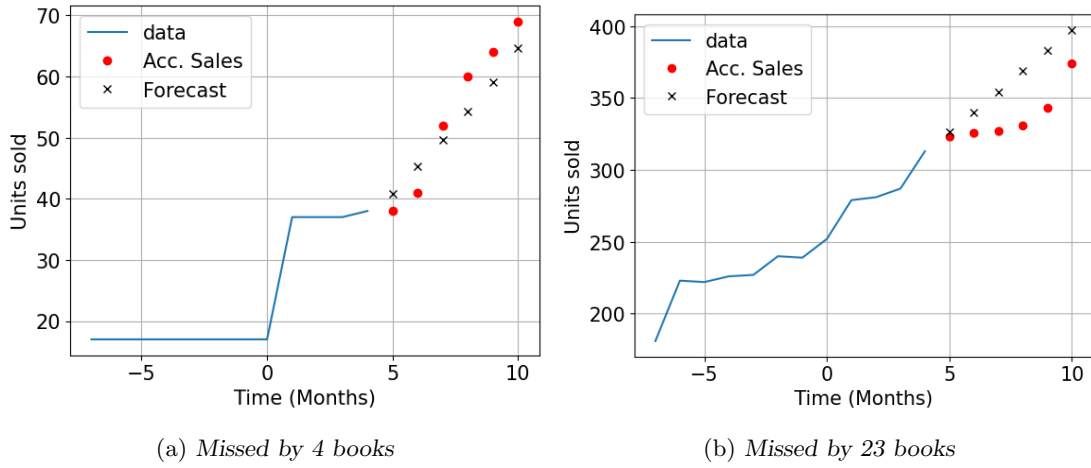 70
60
50
40
30
20
Units sold
data
Acc. Sales
Forecast
−5
0
5
10
Time (Months)
(a) Missed by 4 books
400
350
300
250
200
Units sold
data
Acc. Sales
Forecast
−5
0
5
10
Time (Months)
(b) Missed by 23 books